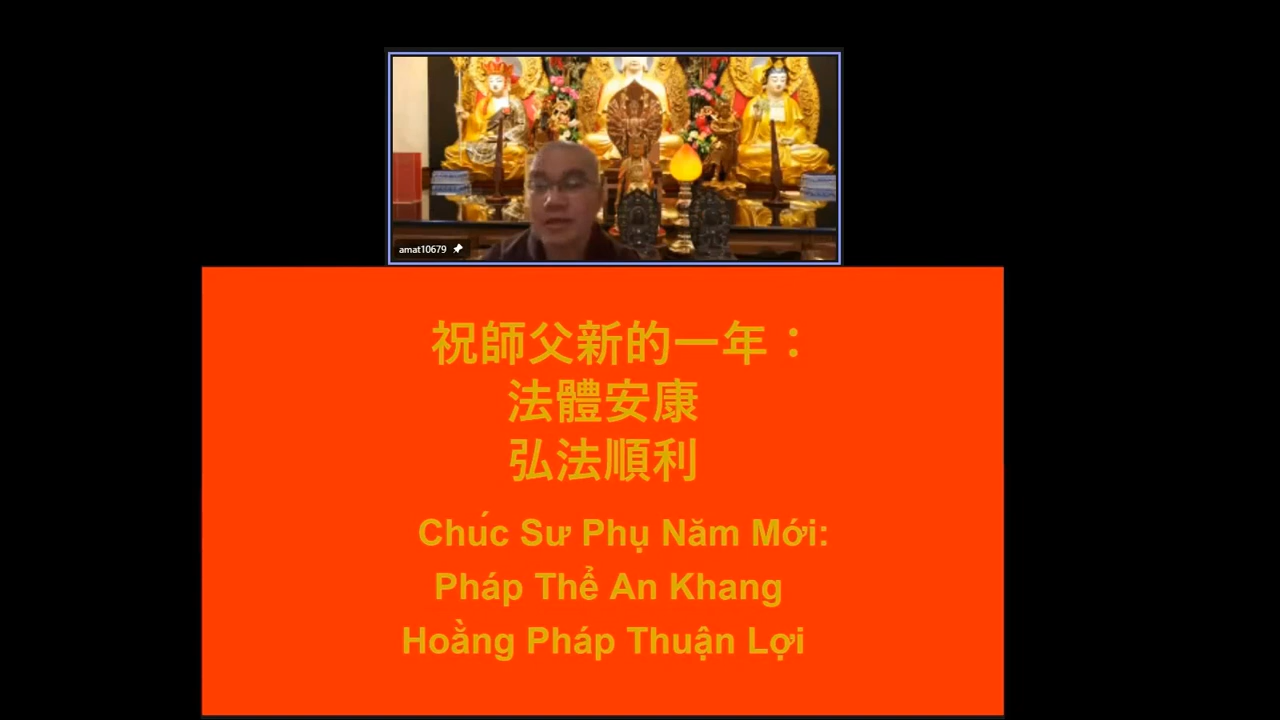 amat10679
祝師父新的一年：
法體安康
弘法順利
Chúc Sư Phụ Năm Mới:
Pháp Thể An Khang
Hoằng Pháp Thuận Lợi